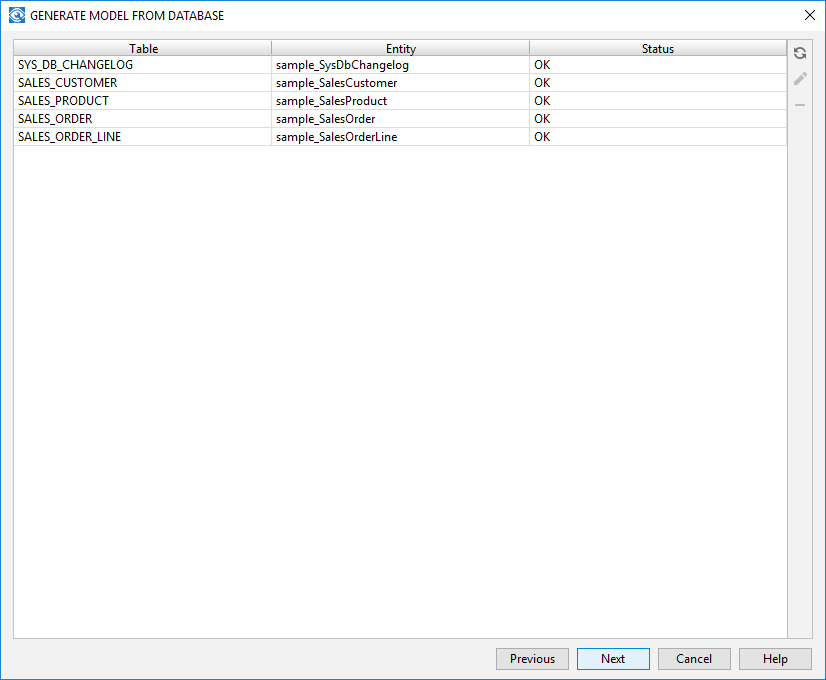 GENERATE MODEL FROM DATABASE
Table Entity Status
SYS_DB_CHANGELOG sample_SysDbChangelog OK
SALES_CUSTOMER sample_SalesCustomer OK
SALES_PRODUCT sample_SalesProduct OK
SALES_ORDER sample_SalesOrder OK
SALES_ORDER_LINE sample_SalesOrderLine OK
Previous Next Cancel Help